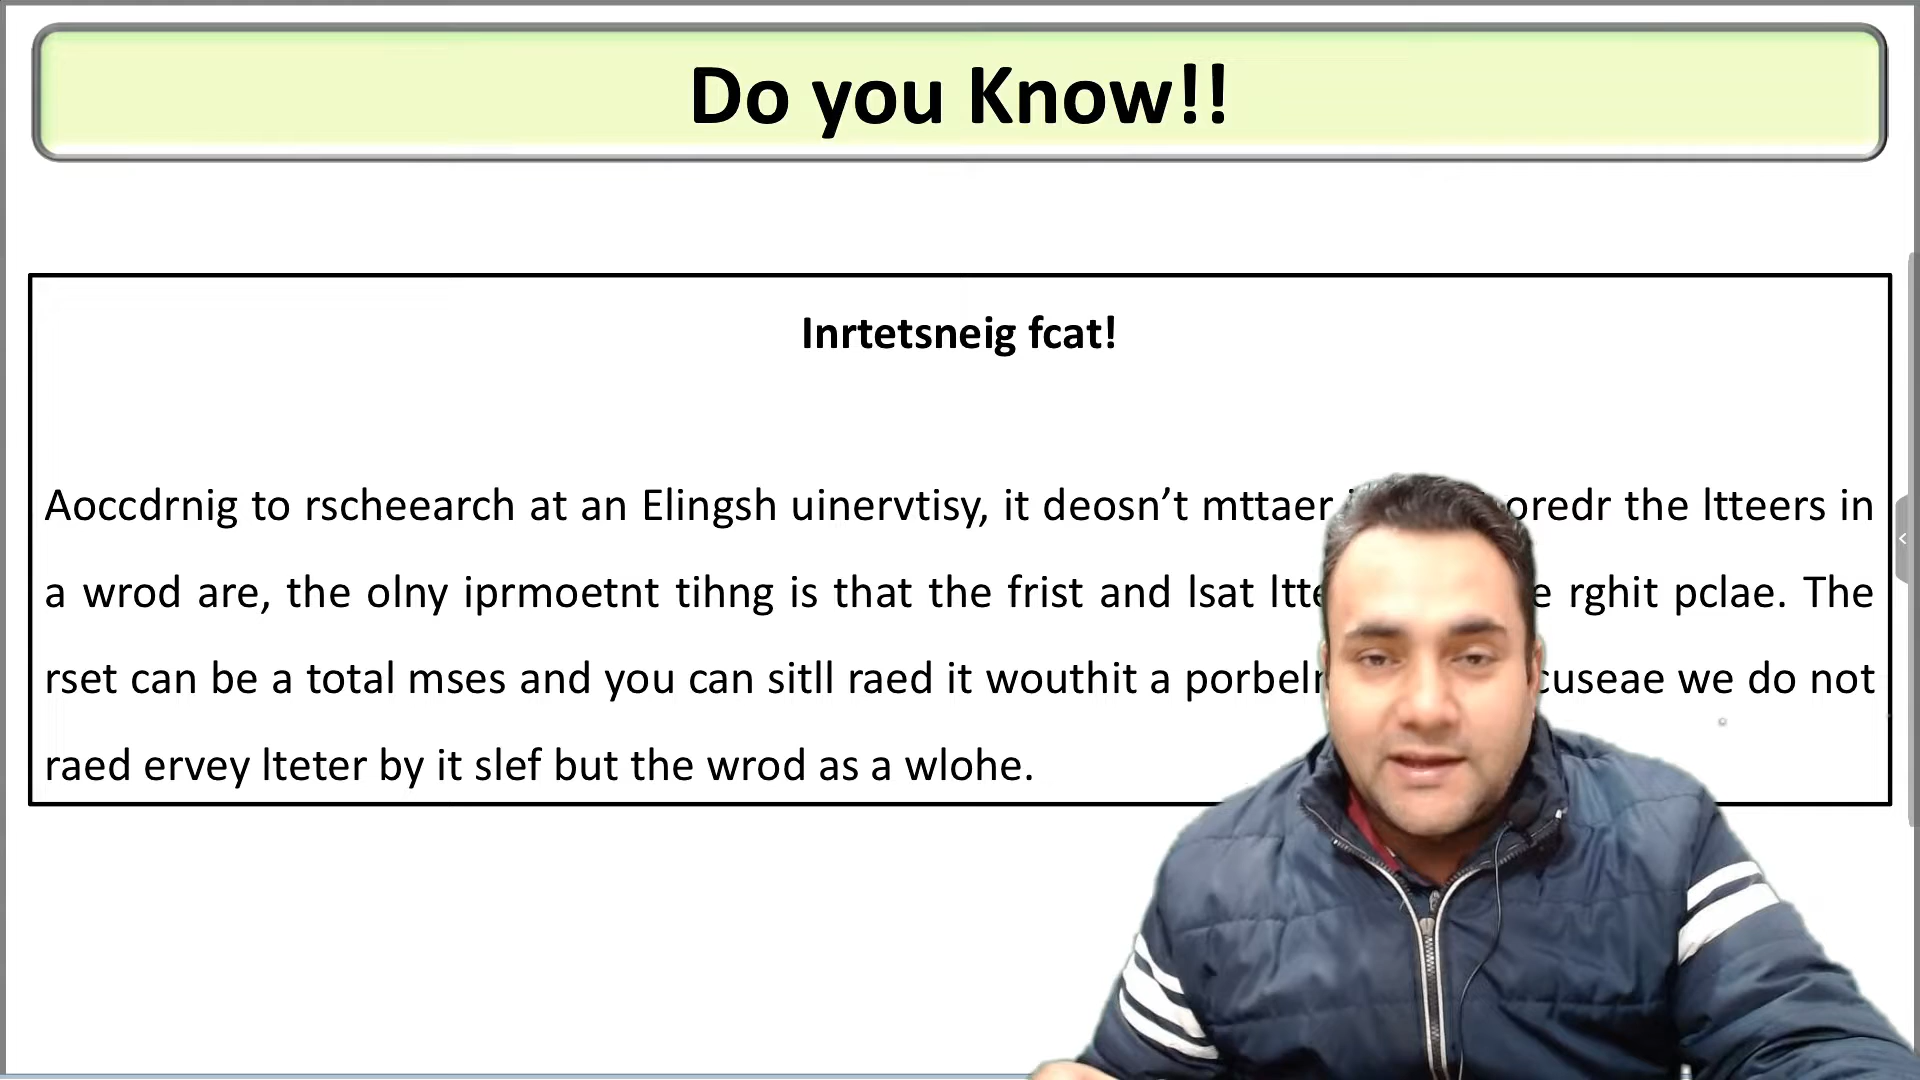 Do you Know!!
Inrtetsneig fcat!
Aoccdrnig to rscheearch at an Elingsh uinervtisy, it deosn’t mttaer oredr the ltteers in
a wrod are, the olny iprmoetnt tihng is that the frist and lsat rghit pclae. The
rset can be a total mses and you can sitll raed it wouthit a we do not
raed ervey lteter by it slef but the wrod as a wlohe.